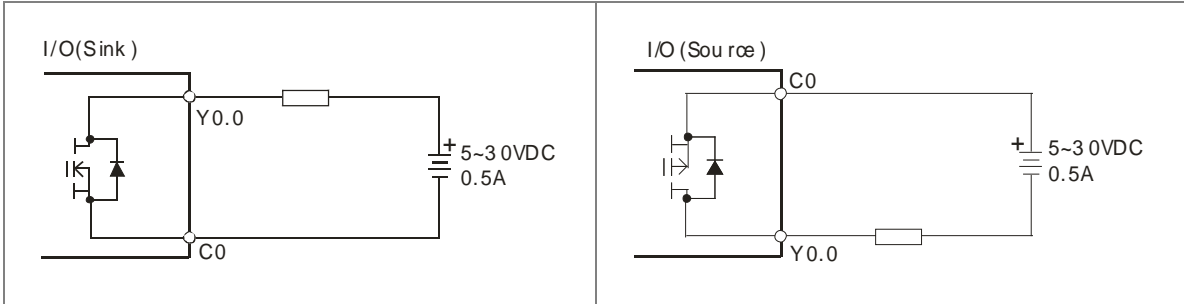 I/O(Sink)
Y0.0
+ 5~30VDC
0.5A
C0
I/O(Source)
C0
+ 5~30VDC
0.5A
Y0.0